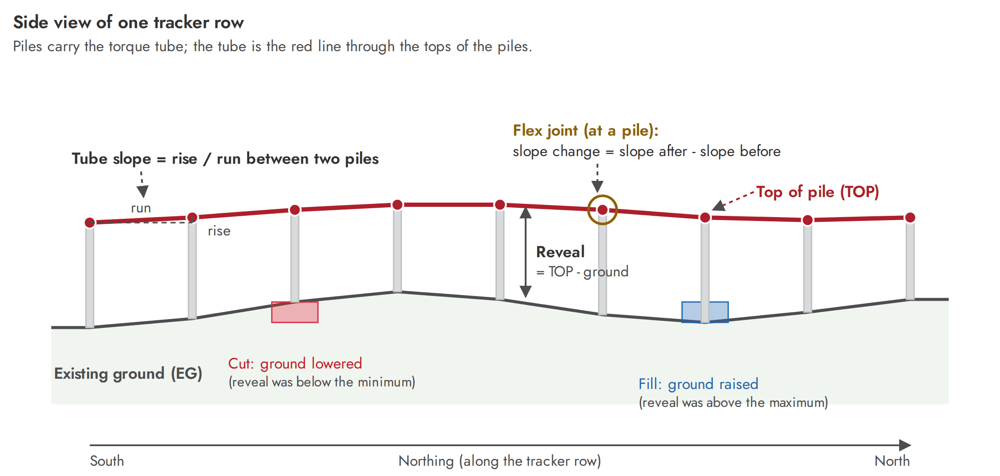 Side view of one tracker row
Piles carry the torque tube; the tube is the red line through the tops of the piles.
Flex joint (at a pile):
slope change = slope after - slope before
Tube slope = rise / run between two piles
Top of pile (TOP)
run
rise
Reveal
= TOP - ground
Cut: ground lowered
(reveal was below the minimum)
Existing ground (EG)
Fill: ground raised
(reveal was above the maximum)
South
Northing (along the tracker row)
North